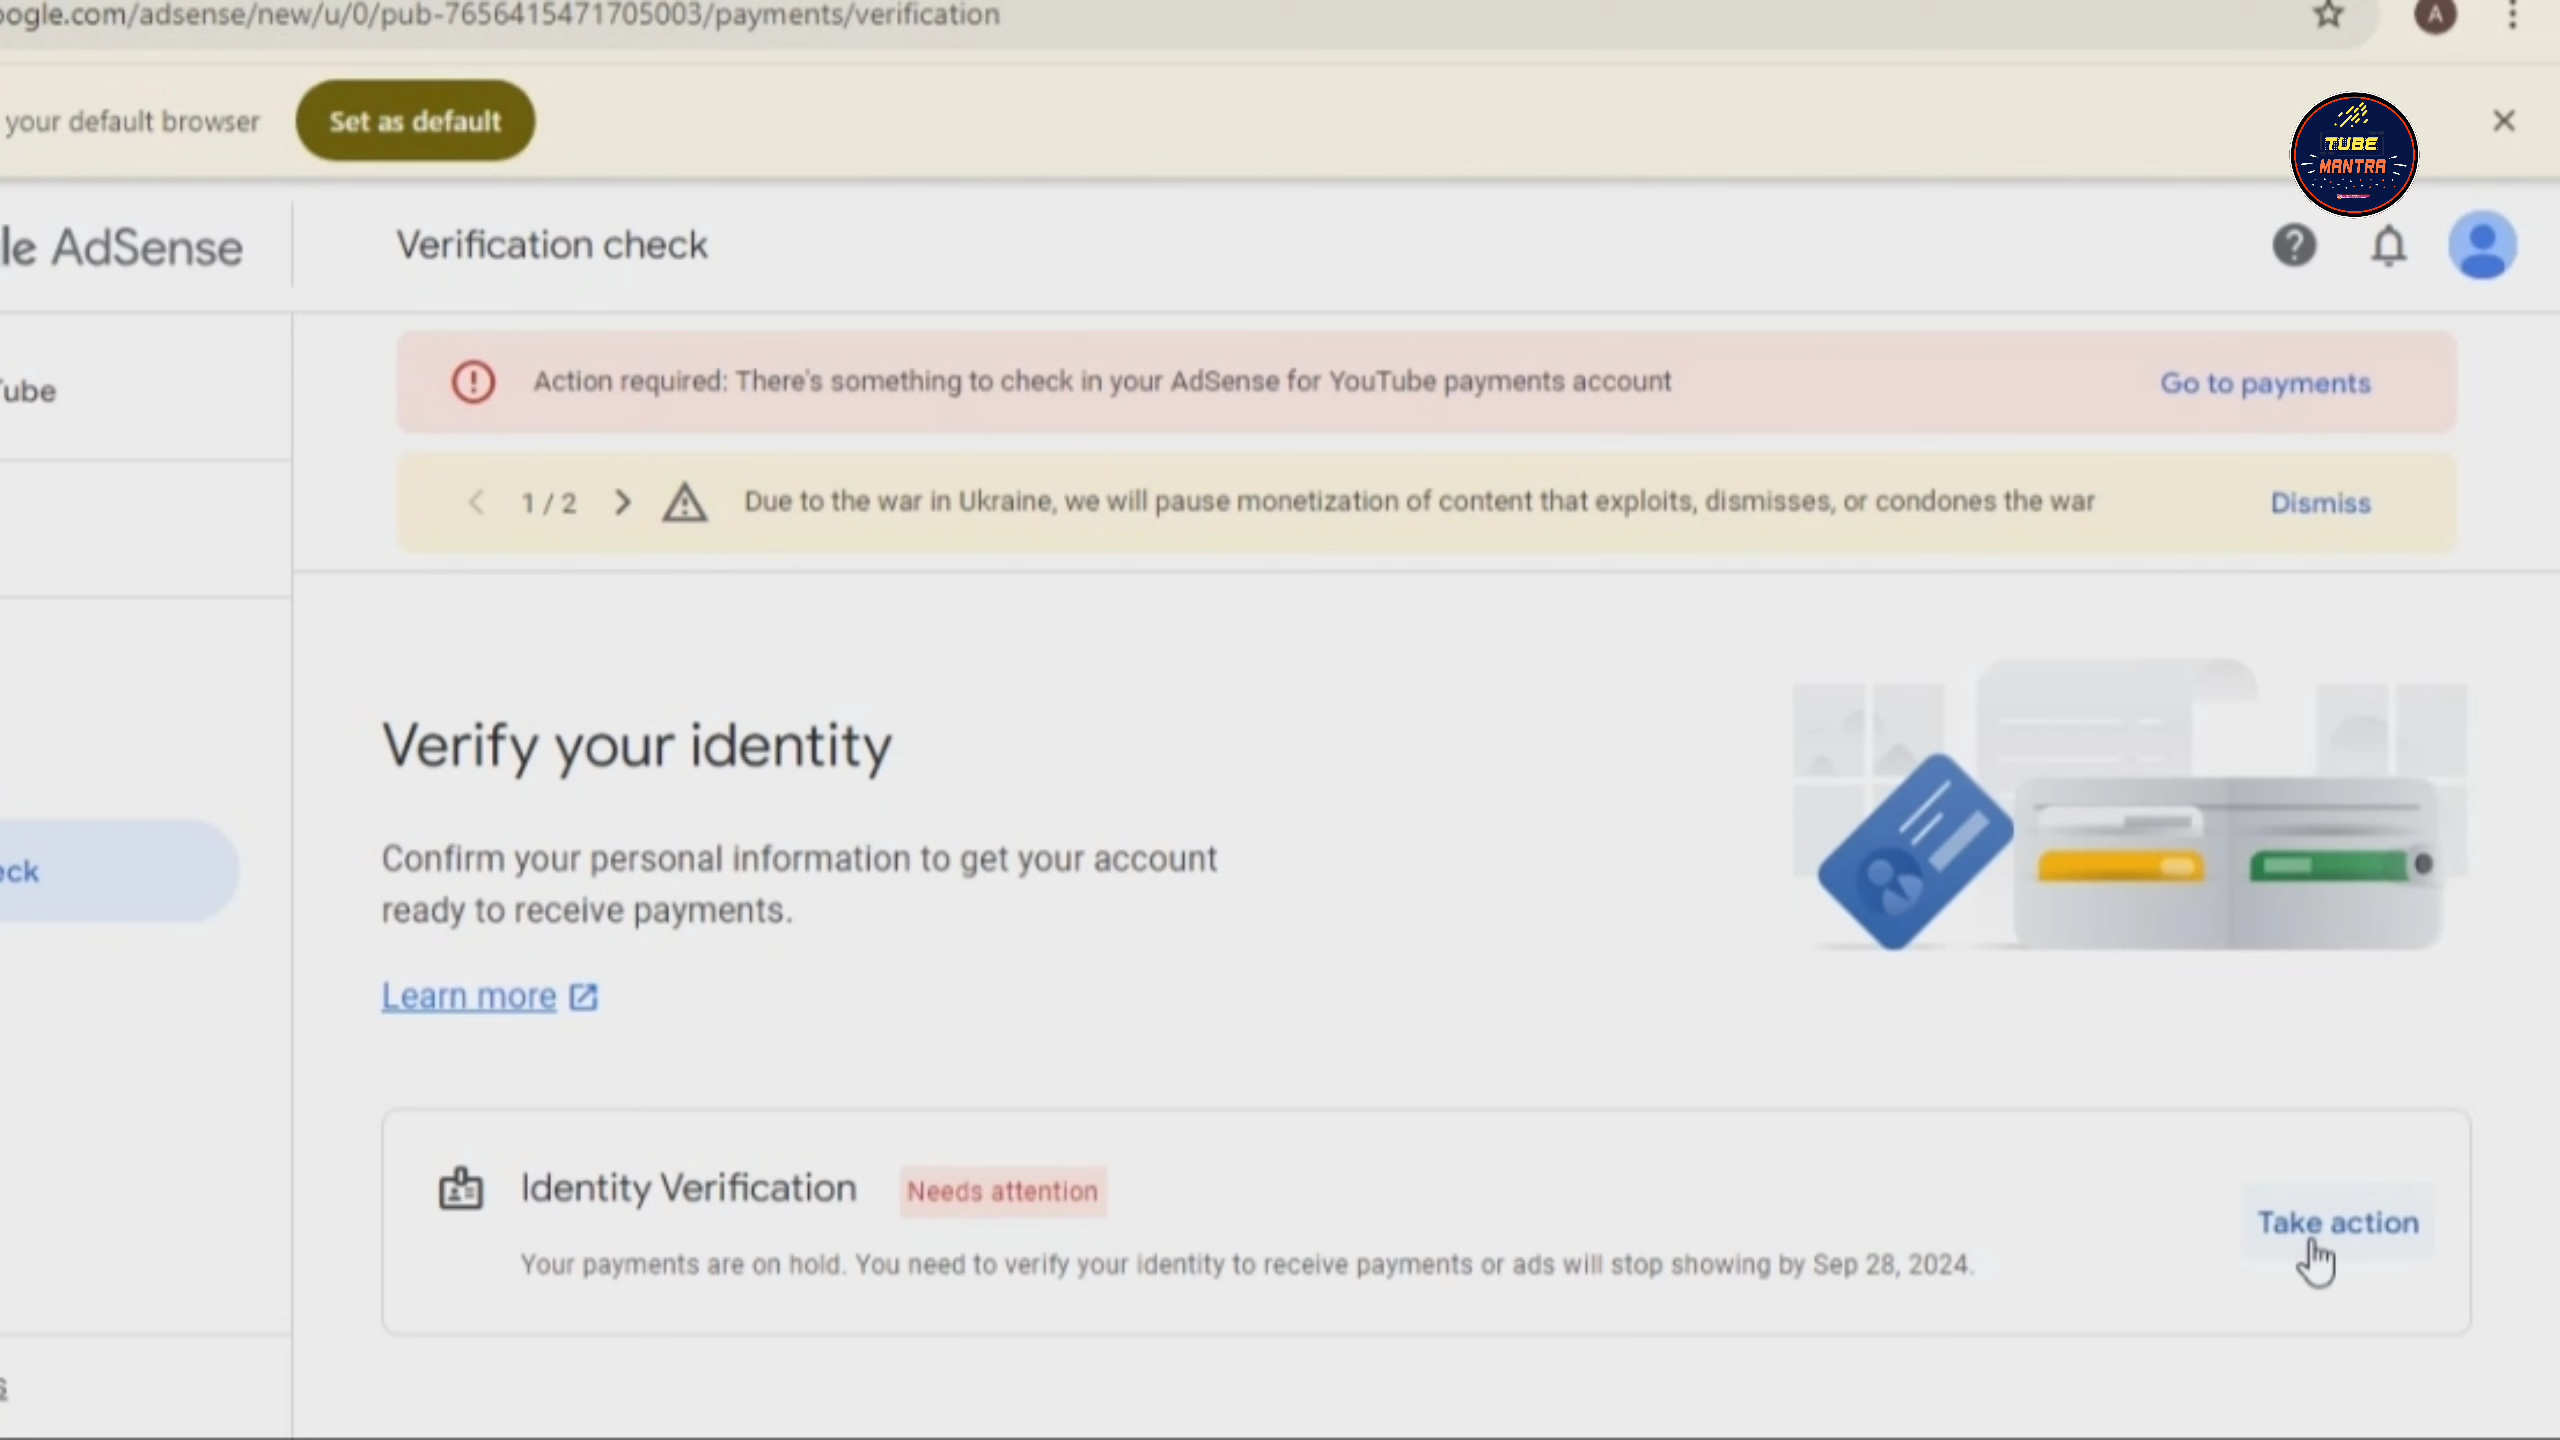 oogle.com/adsense/new/u/0/pub-7656415471705003/payments/verification
A
your default browser
Set as default
TUBE
MANTRA
le AdSense
Verification check
Tube
Action required: There's something to check in your AdSense for YouTube payments account
Go to payments
1 / 2
Due to the war in Ukraine, we will pause monetization of content that exploits, dismisses, or condones the war
Dismiss
Verify your identity
Confirm your personal information to get your account
ready to receive payments.
eck
Learn more
Identity Verification
Needs attention
Take action
Your payments are on hold. You need to verify your identity to receive payments or ads will stop showing by Sep 28, 2024.
s